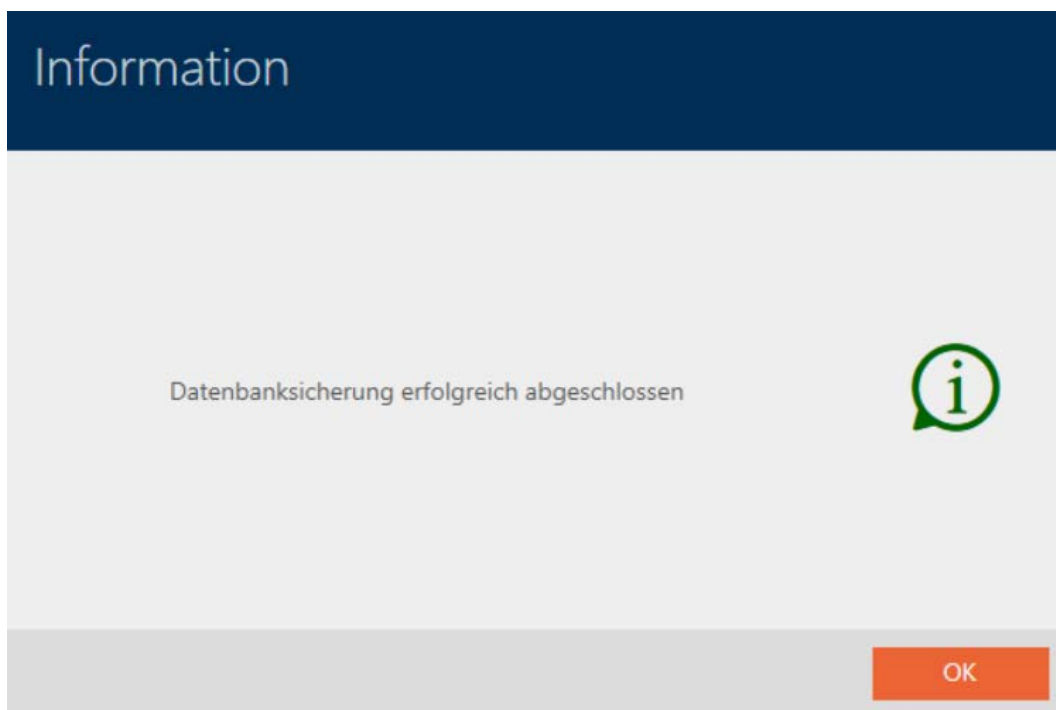 Information
Datenbanksicherung erfolgreich abgeschlossen
i
OK